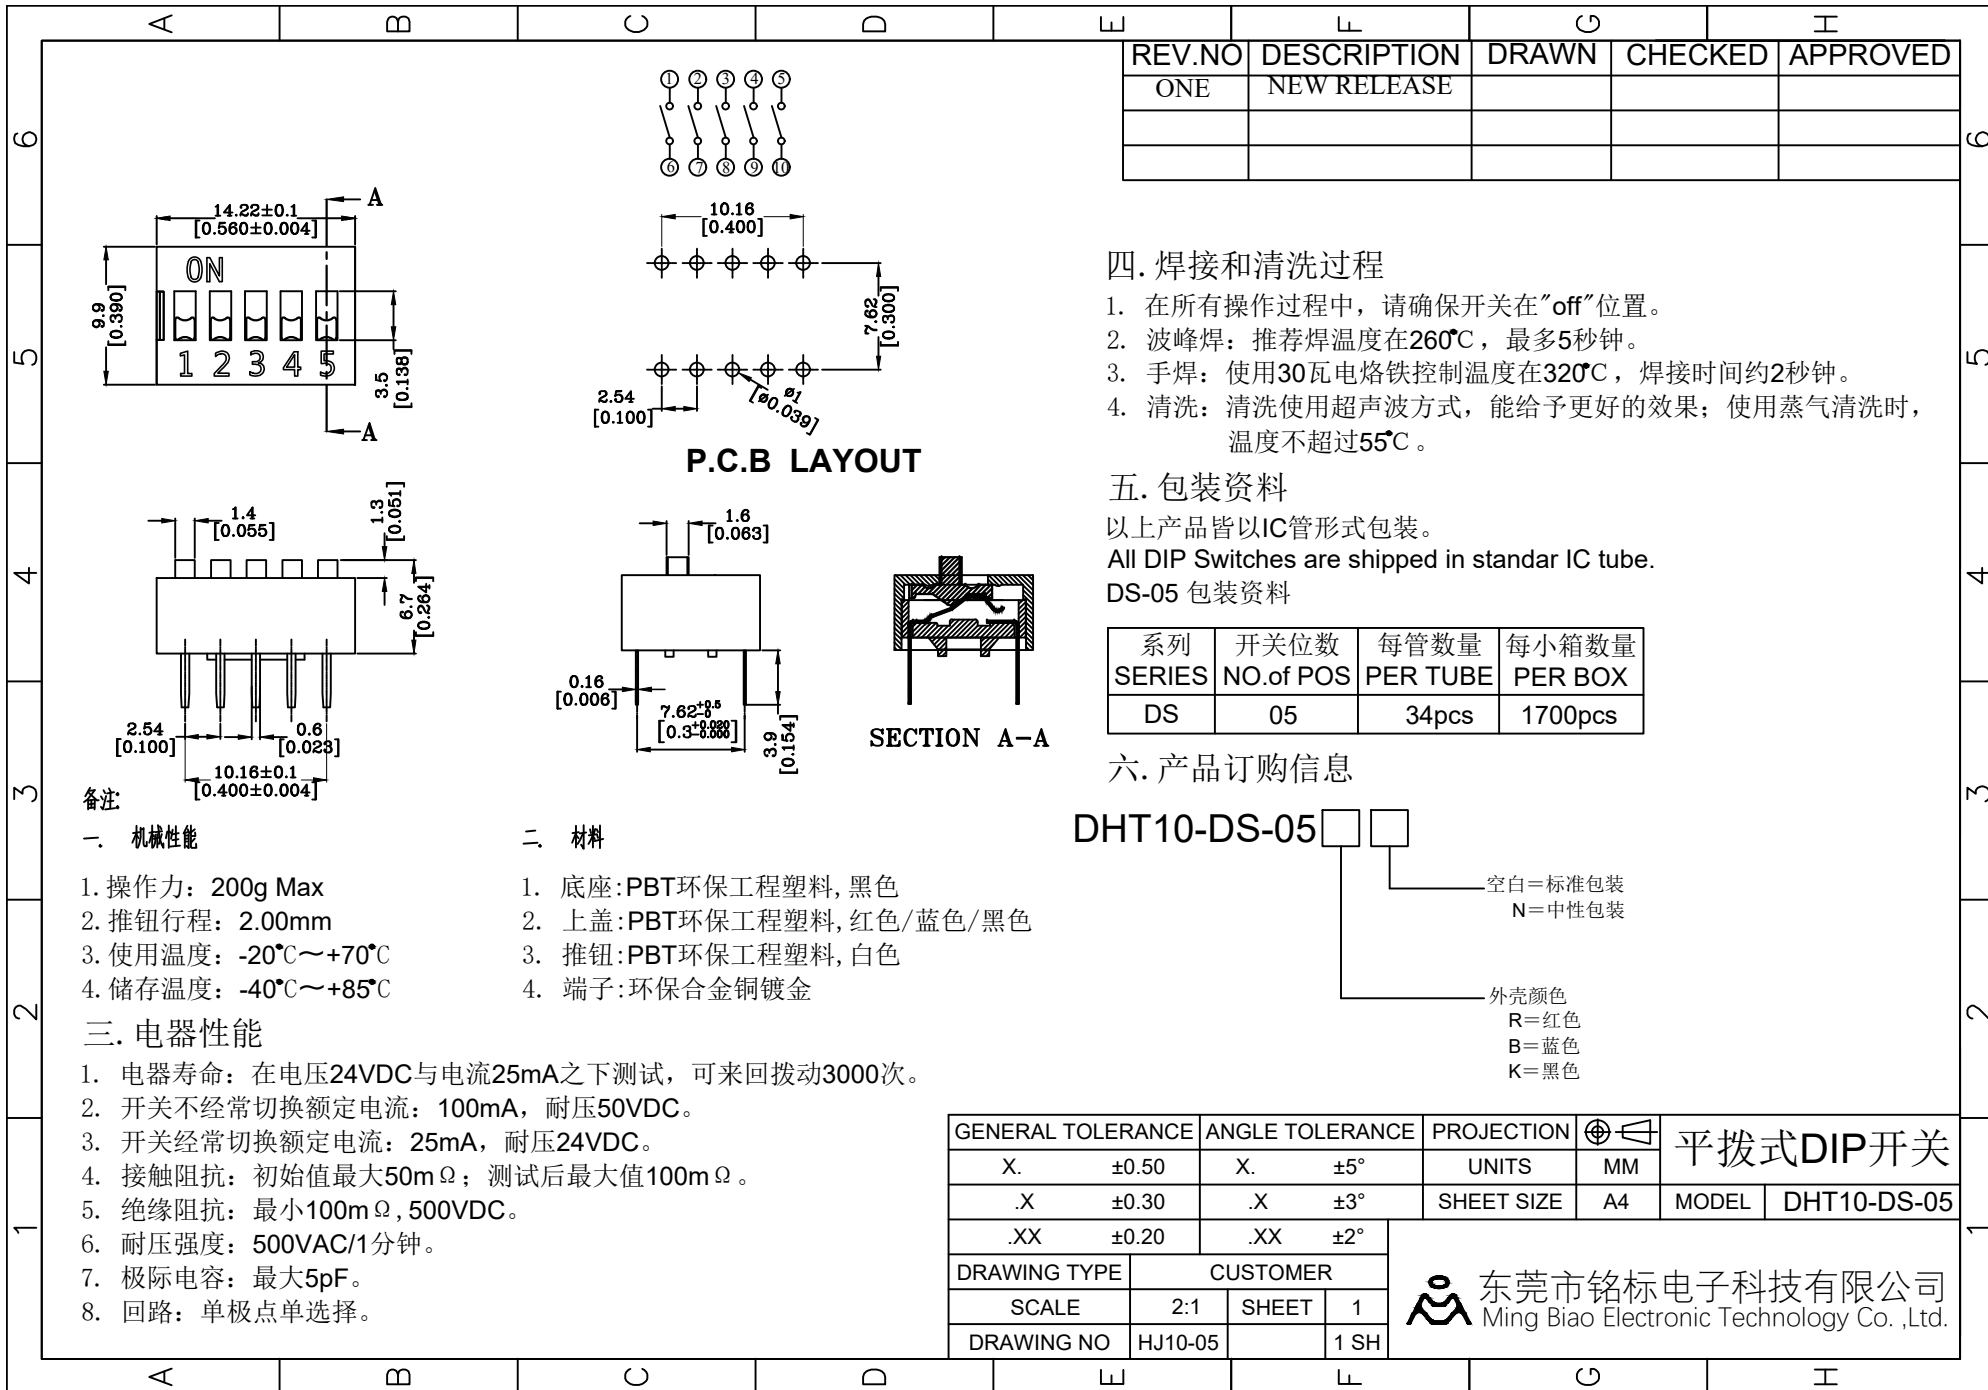 A B C D E F G H
6 5 4 3 2 1
6 5 4 3 2 1
A B C D E F G H
REV.NO DESCRIPTION DRAWN CHECKED APPROVED
ONE NEW RELEASE
① ② ③ ④ ⑤
⑥ ⑦ ⑧ ⑨ ⑩
14.22±0.1
[0.560±0.004]
A
A
9.9
[0.390]
ON
1 2 3 4 5
3.5
[0.138]
10.16
[0.400]
7.62
[0.300]
2.54
[0.100]
ø1
[ø0.039]
P.C.B LAYOUT
1.4
[0.055]
1.3
[0.051]
6.7
[0.264]
2.54
[0.100]
0.6
[0.023]
10.16±0.1
[0.400±0.004]
1.6
[0.063]
0.16
[0.006]
7.62+0.5 -0
[0.3+0.020 -0.000]
3.9
[0.154]
SECTION A-A
备注:
一. 机械性能
1.操作力：200g Max
2.推钮行程：2.00mm
3.使用温度：-20℃～+70℃
4.储存温度：-40℃～+85℃
二. 材料
1. 底座:PBT环保工程塑料,黑色
2. 上盖:PBT环保工程塑料,红色/蓝色/黑色
3. 推钮:PBT环保工程塑料,白色
4. 端子:环保合金铜镀金
三.电器性能
1. 电器寿命：在电压24VDC与电流25mA之下测试，可来回拨动3000次。
2. 开关不经常切换额定电流：100mA，耐压50VDC。
3. 开关经常切换额定电流：25mA，耐压24VDC。
4. 接触阻抗：初始值最大50mΩ；测试后最大值100mΩ。
5. 绝缘阻抗：最小100mΩ,500VDC。
6. 耐压强度：500VAC/1分钟。
7. 极际电容：最大5pF。
8. 回路：单极点单选择。
四.焊接和清洗过程
1. 在所有操作过程中，请确保开关在"off"位置。
2. 波峰焊：推荐焊温度在260℃，最多5秒钟。
3. 手焊：使用30瓦电烙铁控制温度在320℃，焊接时间约2秒钟。
4. 清洗：清洗使用超声波方式，能给予更好的效果；使用蒸气清洗时，
温度不超过55℃。
五.包装资料
以上产品皆以IC管形式包装。
All DIP Switches are shipped in standar IC tube.
DS-05 包装资料
系列 开关位数 每管数量 每小箱数量
SERIES NO.of POS PER TUBE PER BOX
DS 05 34pcs 1700pcs
六.产品订购信息
DHT10-DS-05□ □
空白=标准包装
N=中性包装
外壳颜色
R=红色
B=蓝色
K=黑色
GENERAL TOLERANCE ANGLE TOLERANCE PROJECTION 平拨式DIP开关
X. ±0.50 X. ±5° UNITS MM
.X ±0.30 .X ±3° SHEET SIZE A4 MODEL DHT10-DS-05
.XX ±0.20 .XX ±2°
DRAWING TYPE CUSTOMER
SCALE 2:1 SHEET 1
DRAWING NO HJ10-05 1 SH
东莞市铭标电子科技有限公司
Ming Biao Electronic Technology Co. ,Ltd.